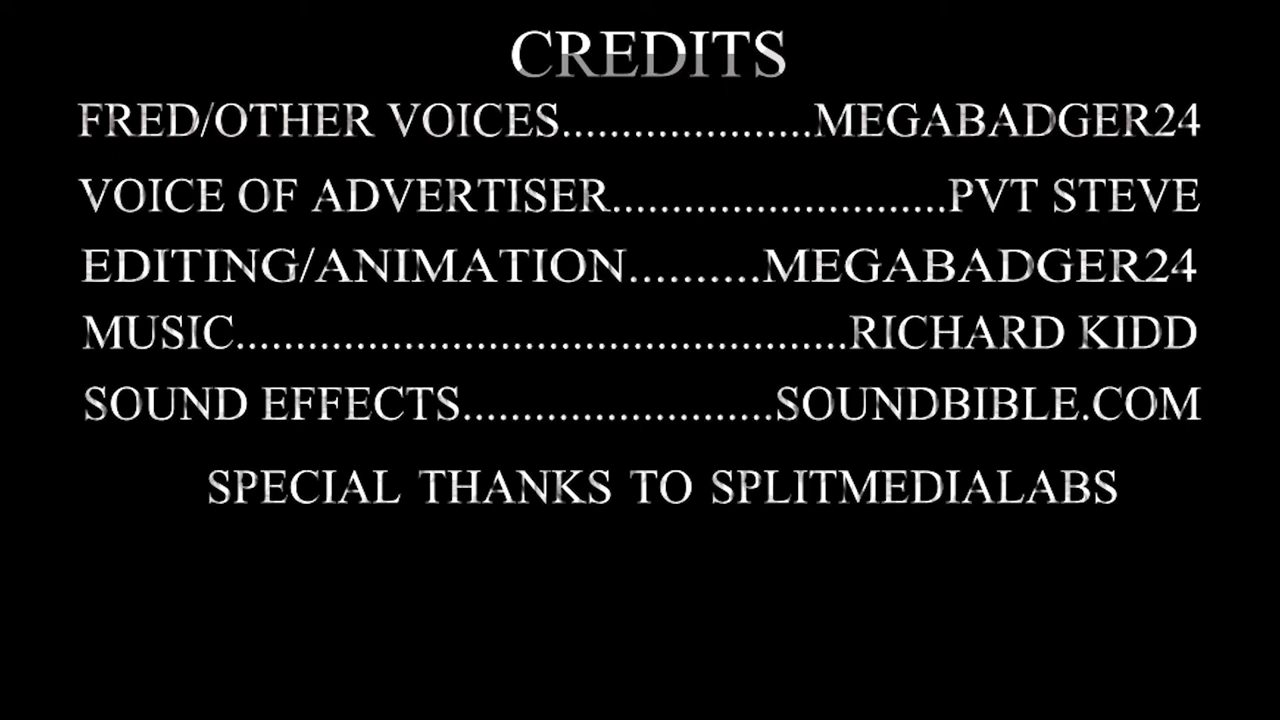 CREDITS
FRED/OTHER VOICES.....................MEGABADGER24
VOICE OF ADVERTISER............................PVT STEVE
EDITING/ANIMATION..........MEGABADGER24
MUSIC...................................................RICHARD KIDD
SOUND EFFECTS..........................SOUNDBIBLE.COM
SPECIAL THANKS TO SPLITMEDIALABS